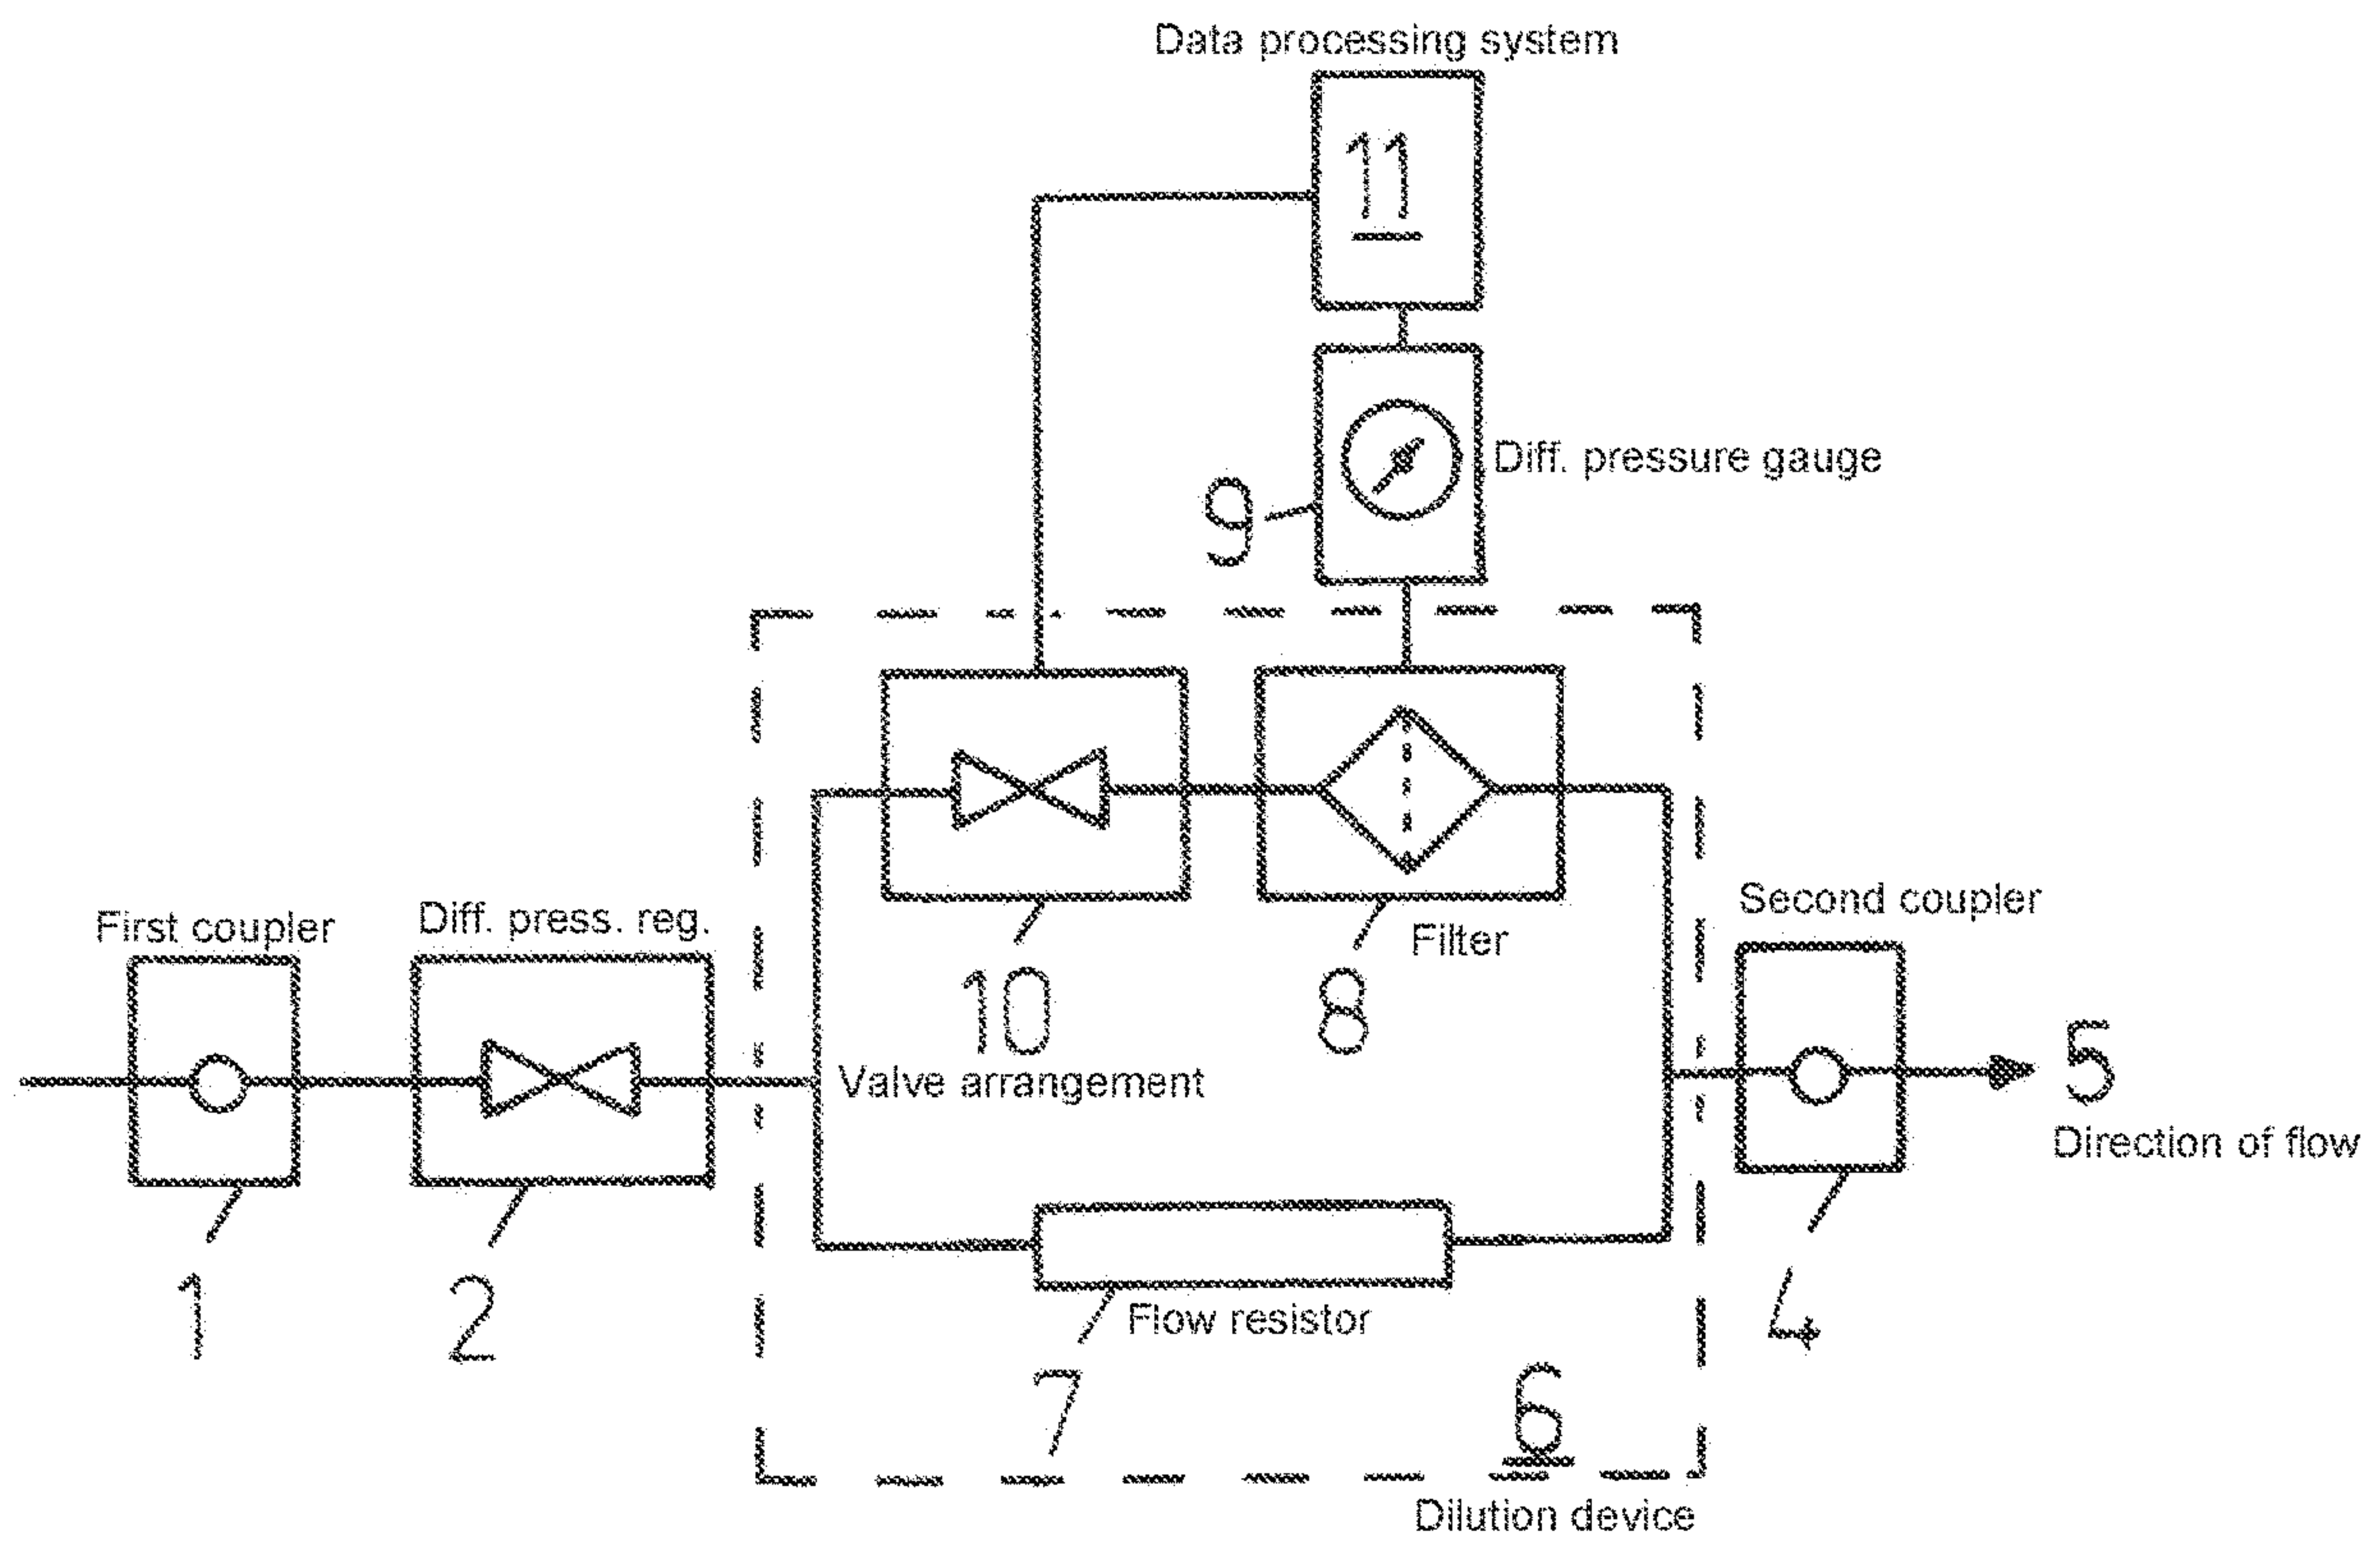 Data processing system
11
Diff. pressure gauge
9
First coupler
Diff. press. reg.
Second coupler
Filter
10
8
Valve arrangement
5
Direction of flow
1
2
Flow resistor
4
7
6
Dilution device